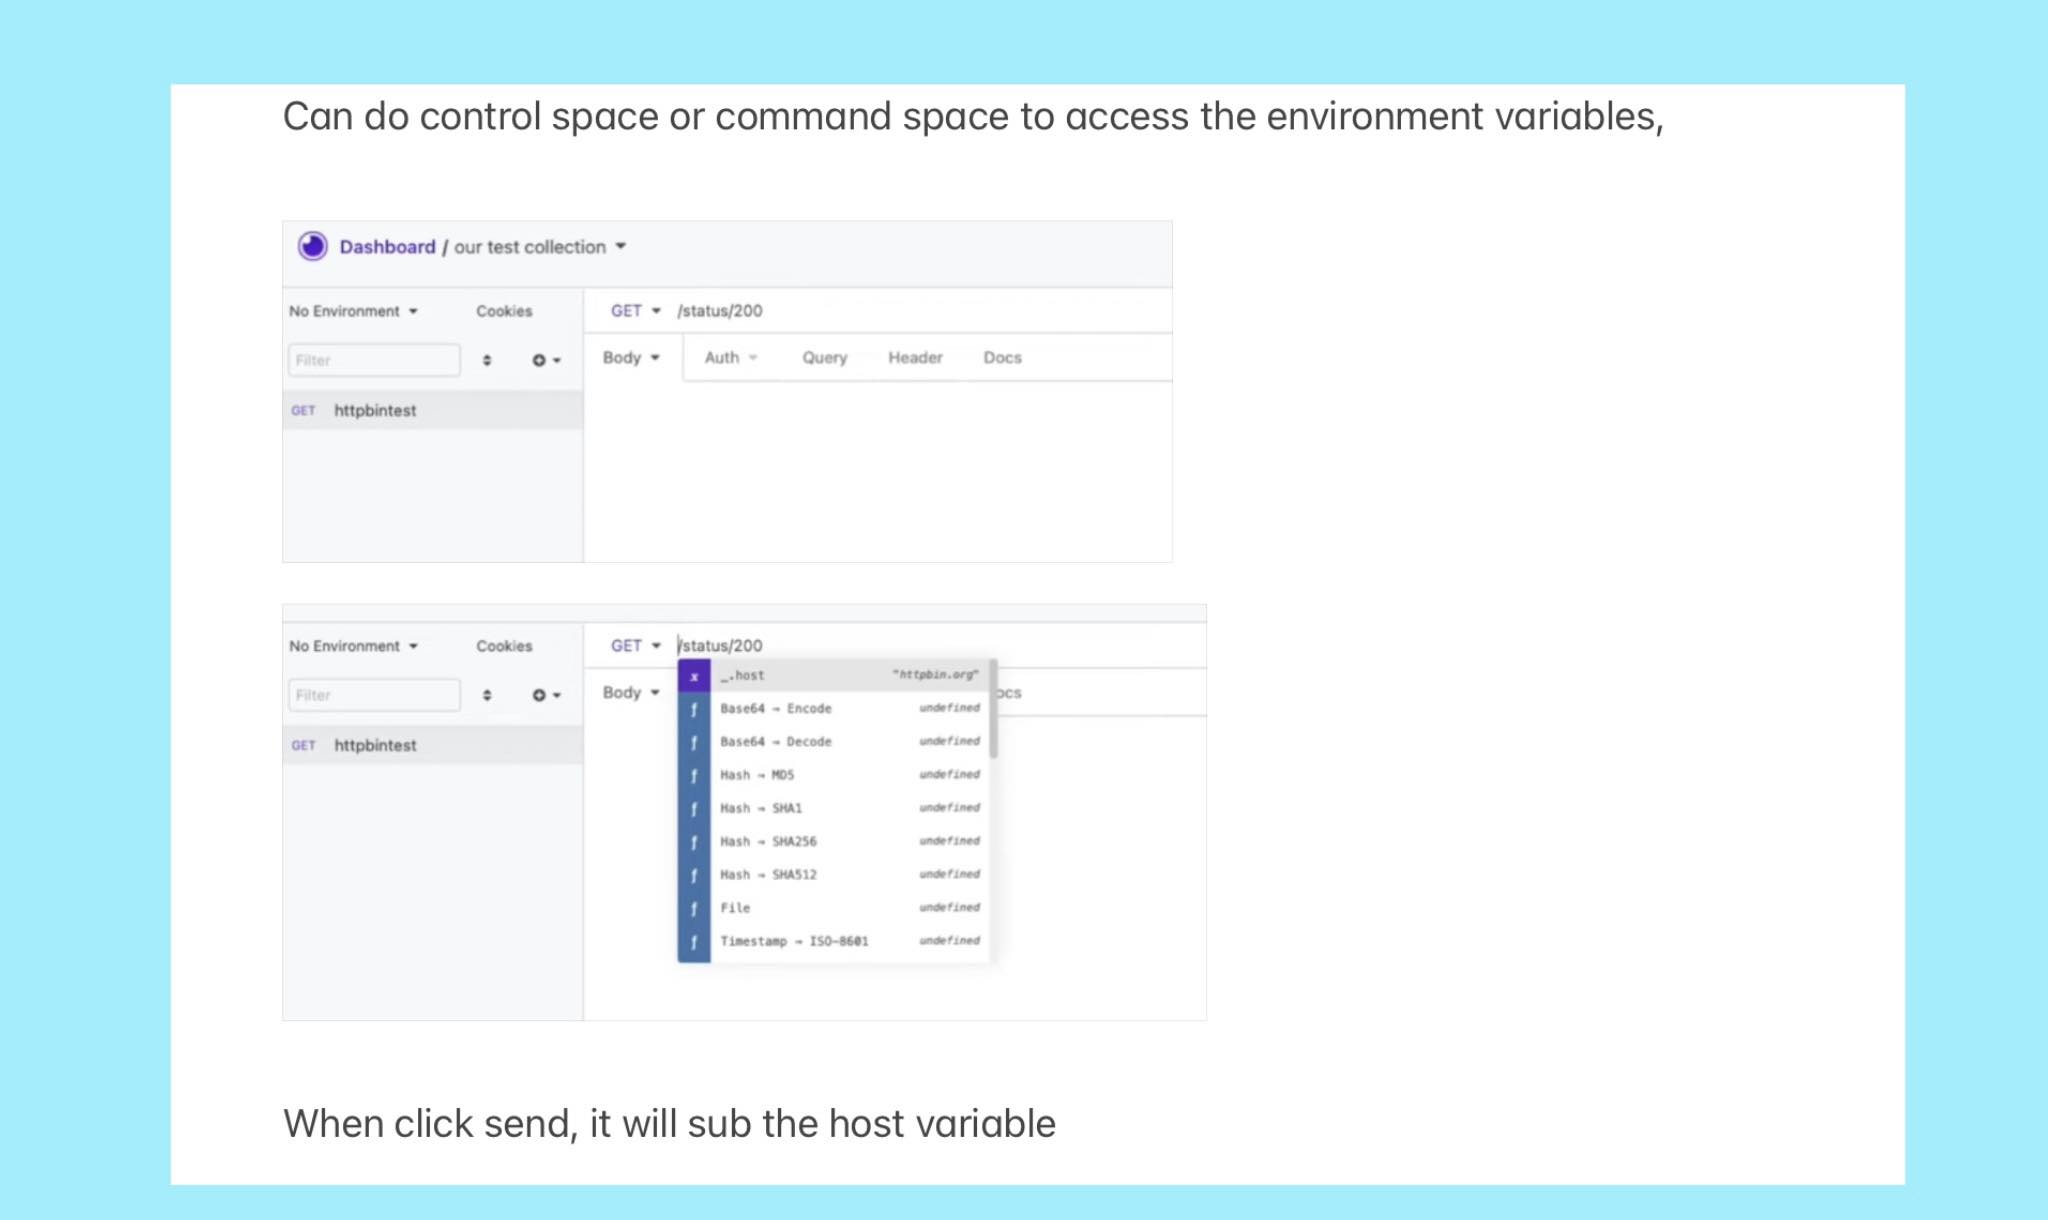 Can do control space or command space to access the environment variables,
Dashboard / our test collection
No Environment Cookies GET /status/200
Filter Body Auth Query Header Docs
GET httpbintest
No Environment Cookies GET /status/200
_.host "httpbin.org"
Filter Body ocs
Base64 → Encode undefined
Base64 → Decode undefined
GET httpbintest
Hash → MD5 undefined
Hash → SHA1 undefined
Hash → SHA256 undefined
Hash → SHA512 undefined
File undefined
Timestamp → ISO-8601 undefined
When click send, it will sub the host variable